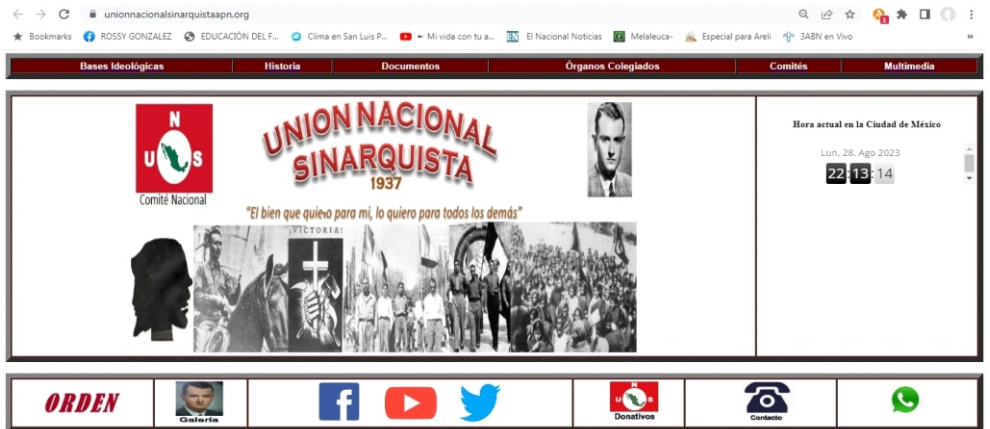 unionnacionalsinarquistaapn.org
Bookmarks ROSSY GONZALEZ EDUCACIÓN DEL F... Clima en San Luis P... Mi vida con tu a... EN El Nacional Noticias Melaleuca- Especial para Areli 3ABN en Vivo »
Bases Ideológicas Historia Documentos Órganos Colegiados Comités Multimedia
N
U S
Comité Nacional
UNION NACIONAL
SINARQUISTA
1937
"El bien que quiero para mi, lo quiero para todos los demás"
¡VICTORIA!
Hora actual en la Ciudad de México
Lun, 28. Ago 2023
22:13:14
ORDEN
Galería
N
U S
Donativos
Contacto